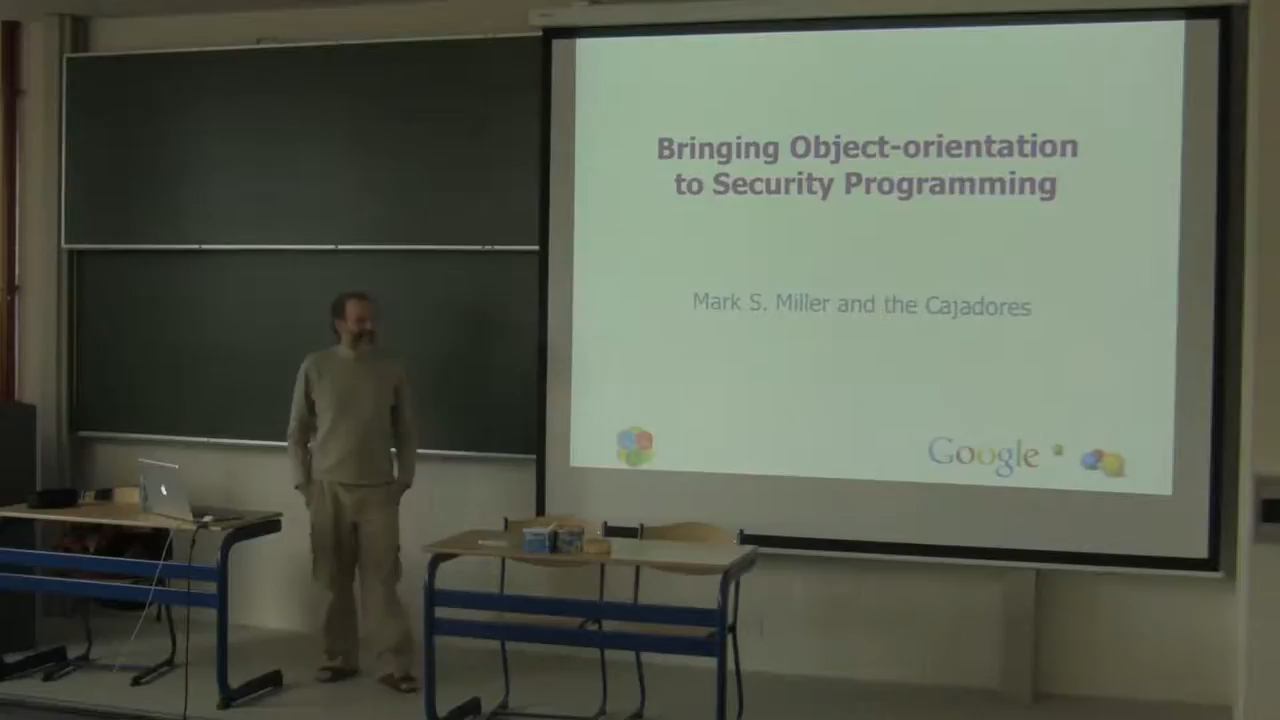 Bringing Object-orientation
to Security Programming
Mark S. Miller and the Cajadores
Google